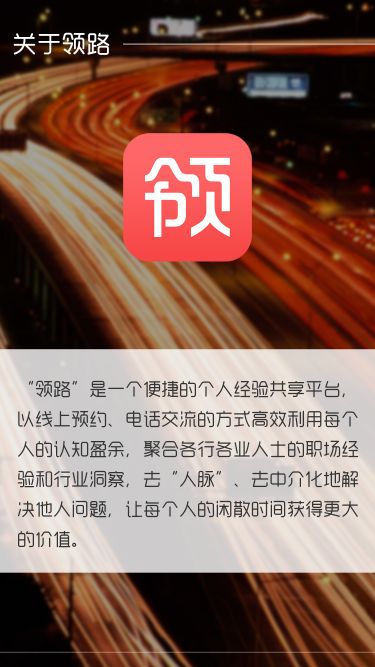 关于领路
领
“领路”是一个便捷的个人经验共享平台，
以线上预约、电话交流的方式高效利用每个
人的认知盈余，聚合各行各业人士的职场经
验和行业洞察，去“人脉”、去中介化地解
决他人问题，让每个人的闲散时间获得更大
的价值。